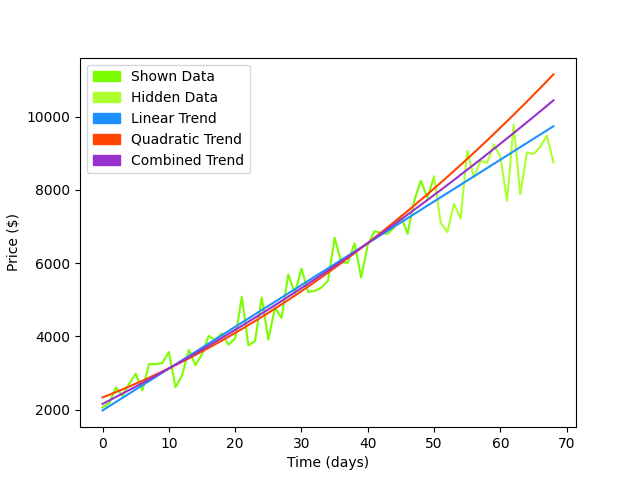 Shown Data
Hidden Data
Linear Trend
Quadratic Trend
Combined Trend
10000
8000
6000
4000
2000
Price ($)
0 10 20 30 40 50 60 70
Time (days)